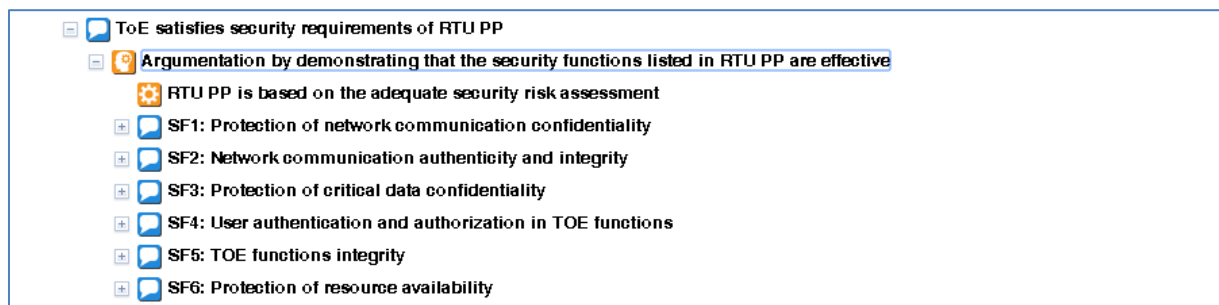 ToE satisfies security requirements of RTU PP
Argumentation by demonstrating that the security functions listed in RTU PP are effective
RTU PP is based on the adequate security risk assessment
SF1: Protection of network communication confidentiality
SF2: Network communication authenticity and integrity
SF3: Protection of critical data confidentiality
SF4: User authentication and authorization in TOE functions
SF5: TOE functions integrity
SF6: Protection of resource availability